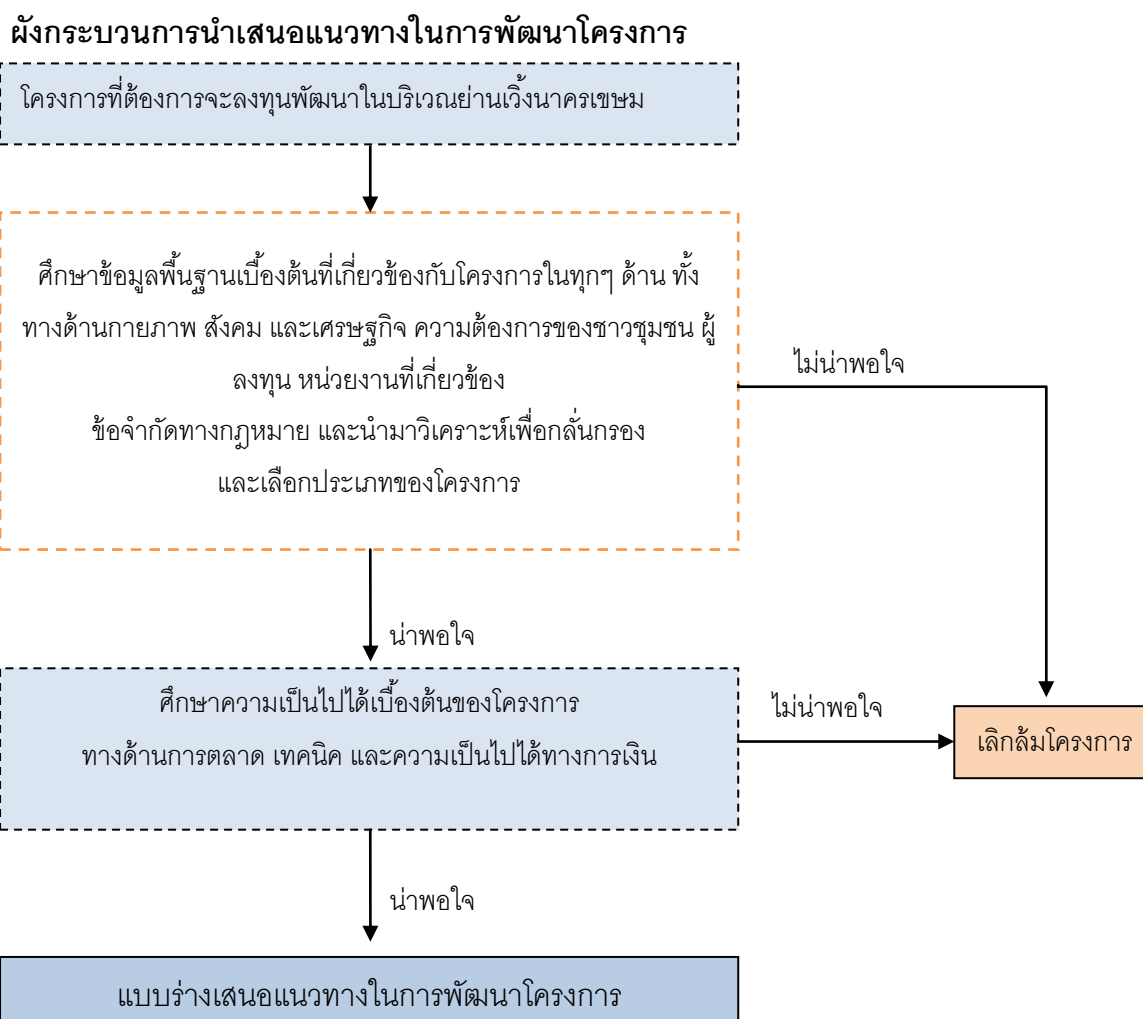 ผังกระบวนการนำเสนอแนวทางในการพัฒนาโครงการ
โครงการที่ต้องการจะลงทุนพัฒนาในบริเวณย่านเวิ้งนาครเขษม
ศึกษาข้อมูลพื้นฐานเบื้องต้นที่เกี่ยวข้องกับโครงการในทุกๆ ด้าน ทั้ง
ทางด้านกายภาพ สังคม และเศรษฐกิจ ความต้องการของชาวชุมชน ผู้
ลงทุน หน่วยงานที่เกี่ยวข้อง
ข้อจำกัดทางกฎหมาย และนำมาวิเคราะห์เพื่อกลั่นกรอง
และเลือกประเภทของโครงการ
ไม่น่าพอใจ
น่าพอใจ
ศึกษาความเป็นไปได้เบื้องต้นของโครงการ
ทางด้านการตลาด เทคนิค และความเป็นไปได้ทางการเงิน
ไม่น่าพอใจ
เลิกล้มโครงการ
น่าพอใจ
แบบร่างเสนอแนวทางในการพัฒนาโครงการ